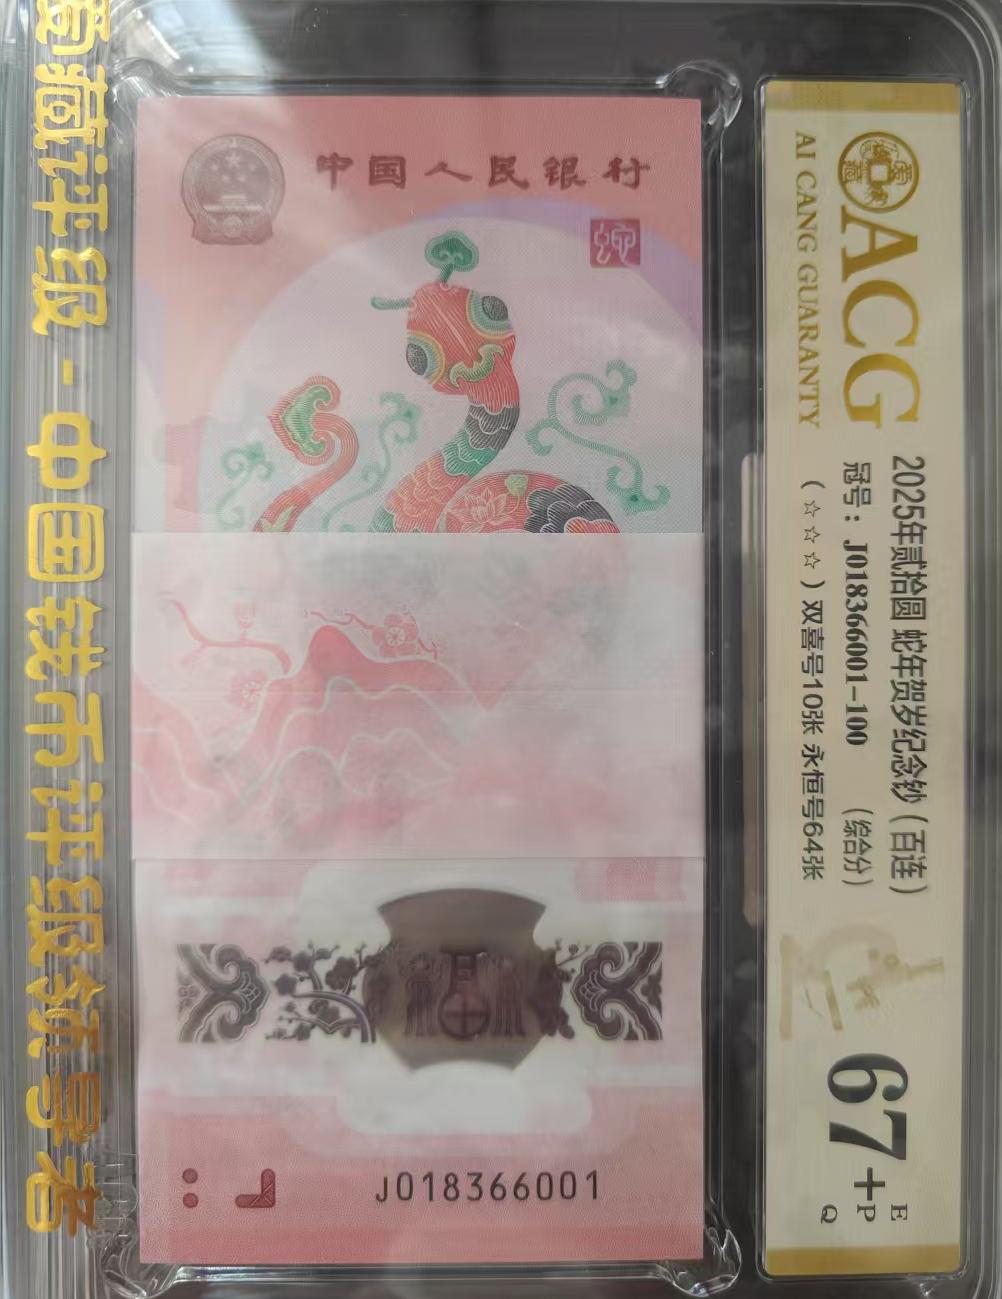 爱藏评级-中国钱币评级领导者
中国人民银行
J018366001
ACG
AI CANG GUARANTY
2025年贰拾圆 蛇年贺岁纪念钞(百连)
冠号:J018366001-100 (综合分)
(☆☆☆)双喜号10张 永恒号64张
67+
E
P
Q